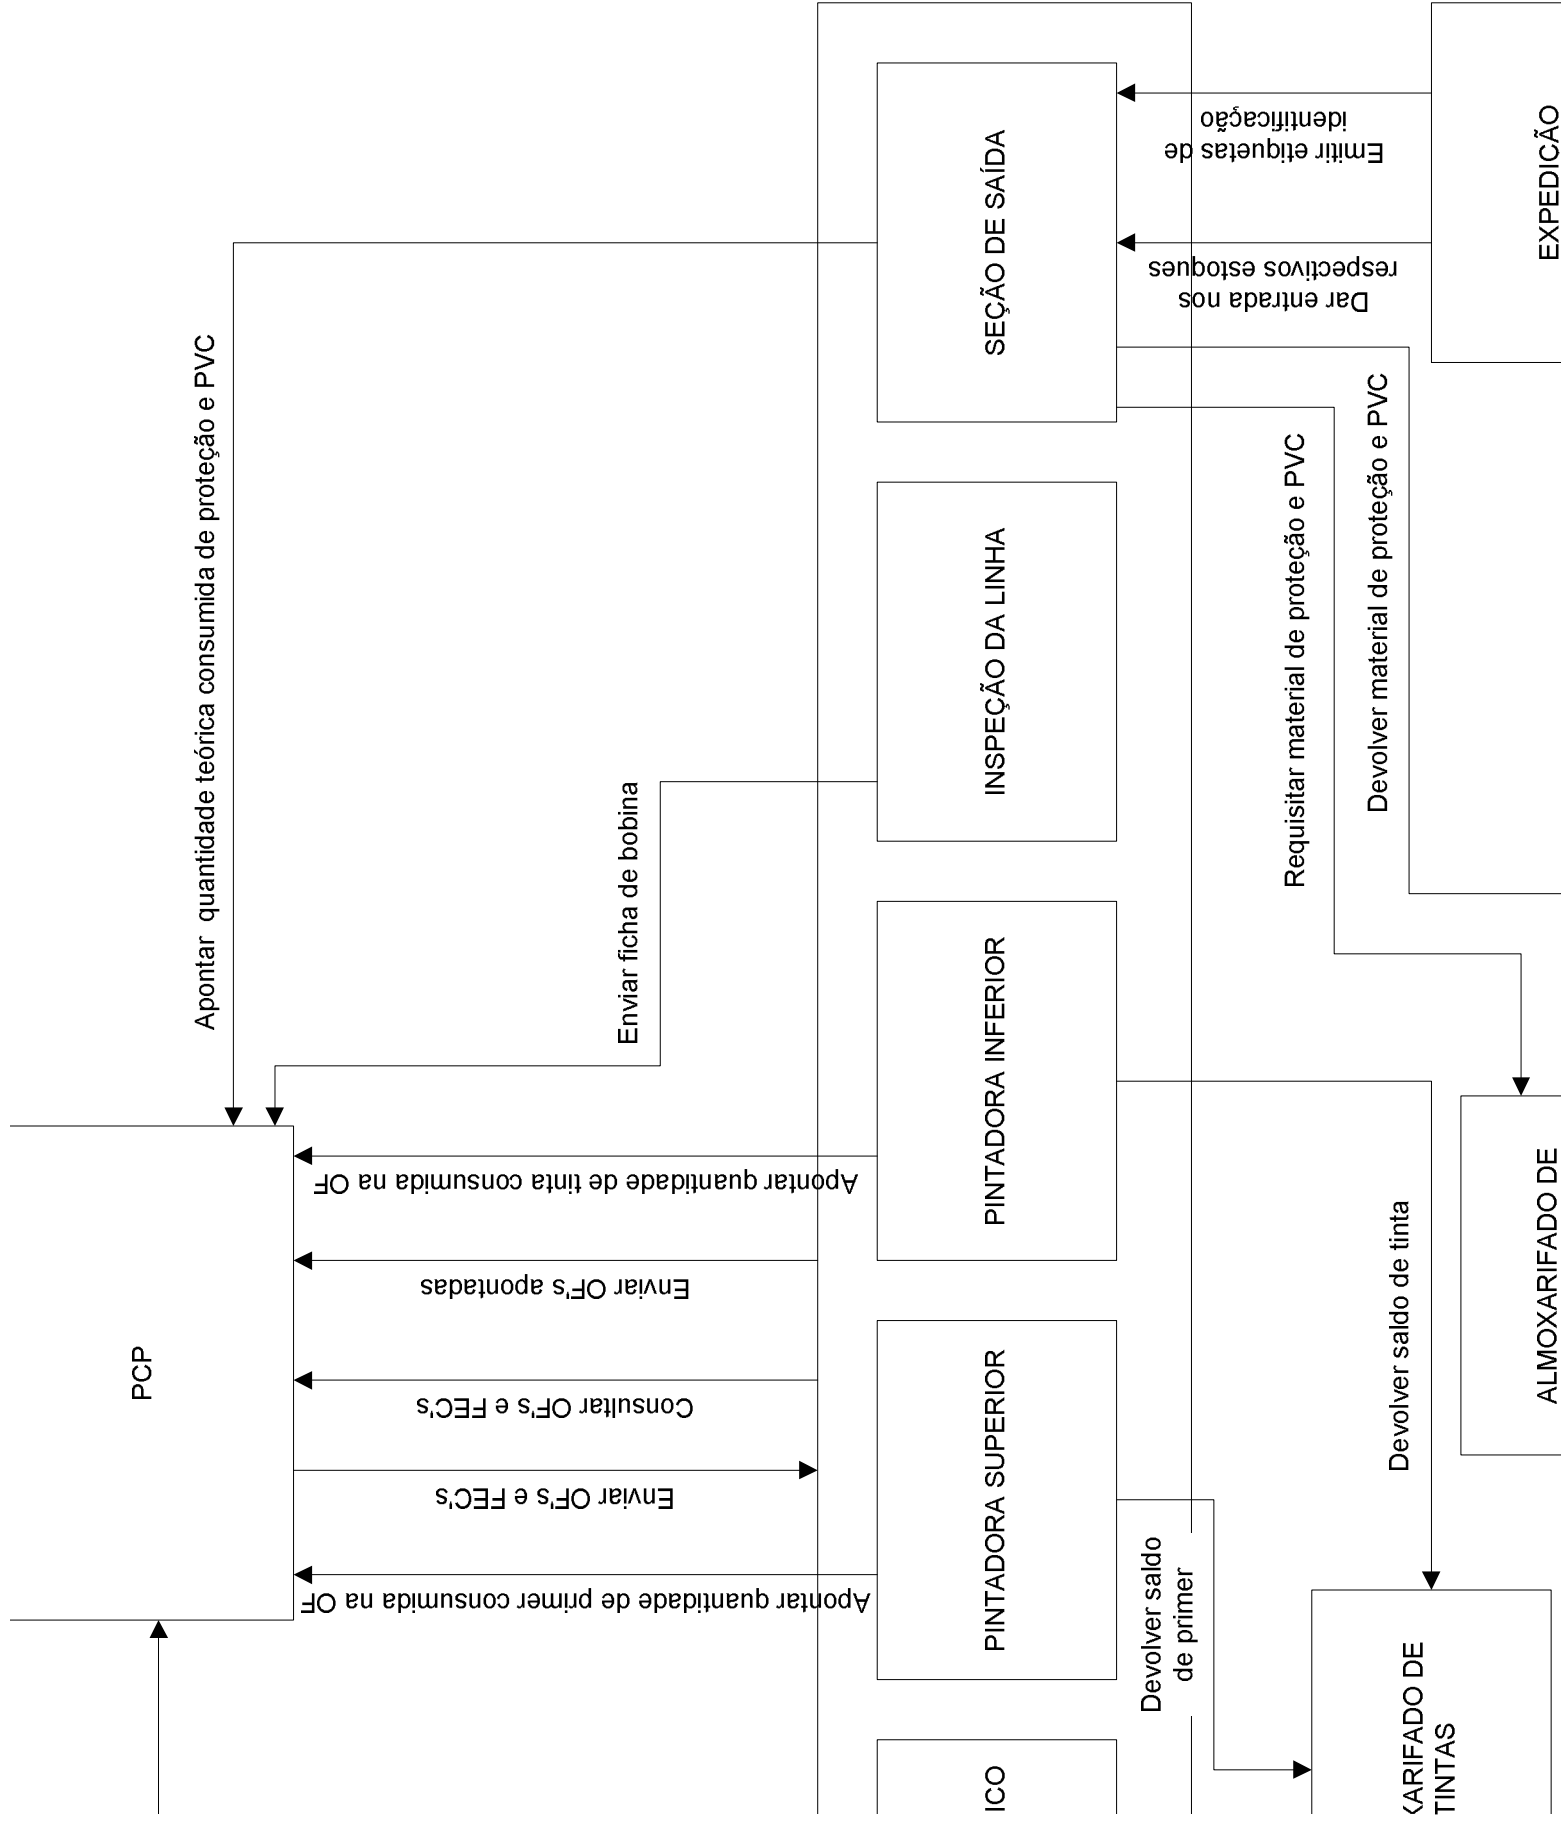 PCP
Apontar quantidade teórica consumida de proteção e PVC
Enviar ficha de bobina
Apontar quantidade de tinta consumida na OF
Enviar OF's apontadas
Consultar OF's e FEC's
Enviar OF's e FEC's
Apontar quantidade de primer consumida na OF
ICO
PINTADORA SUPERIOR
PINTADORA INFERIOR
INSPEÇÃO DA LINHA
SEÇÃO DE SAÍDA
Emitir etiquetas de
identificação
Dar entrada nos
respectivos estoques
Devolver saldo
de primer
Requisitar material de proteção e PVC
Devolver material de proteção e PVC
Devolver saldo de tinta
XARIFADO DE
TINTAS
ALMOXARIFADO DE
EXPEDICÃO